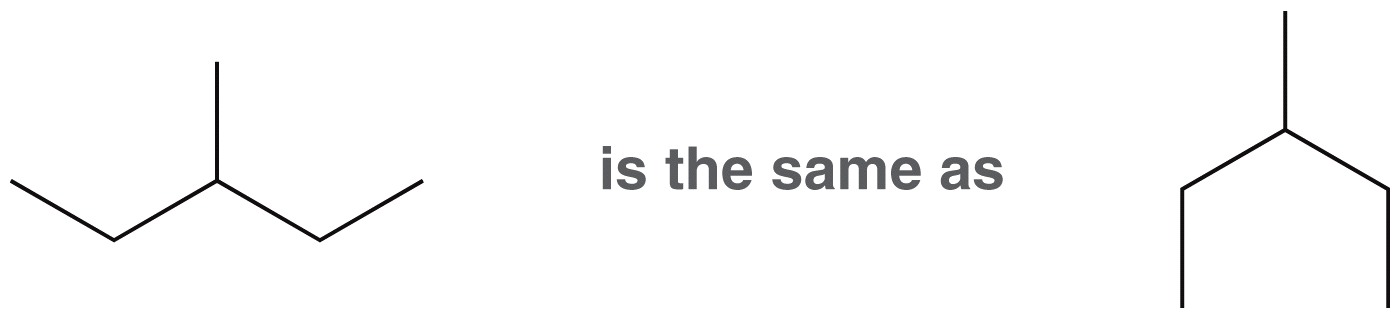 is the same as